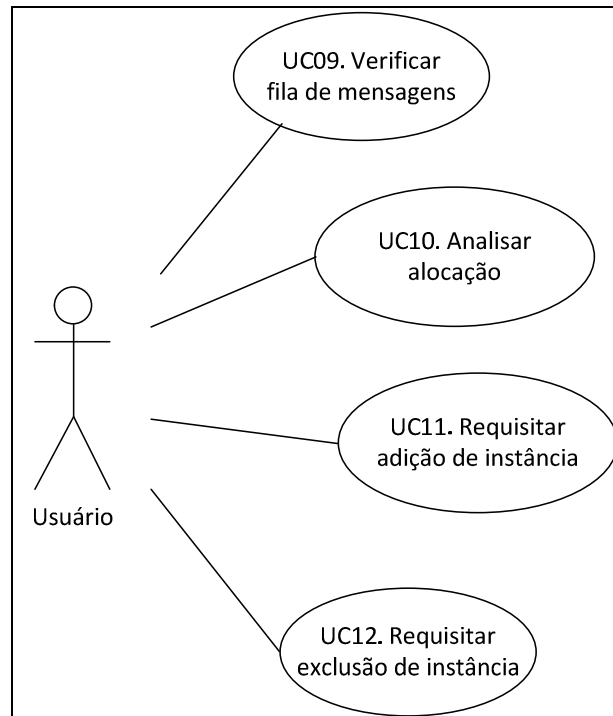 UC09. Verificar
fila de mensagens
UC10. Analisar
alocação
UC11. Requisitar
adição de instância
Usuário
UC12. Requisitar
exclusão de instância